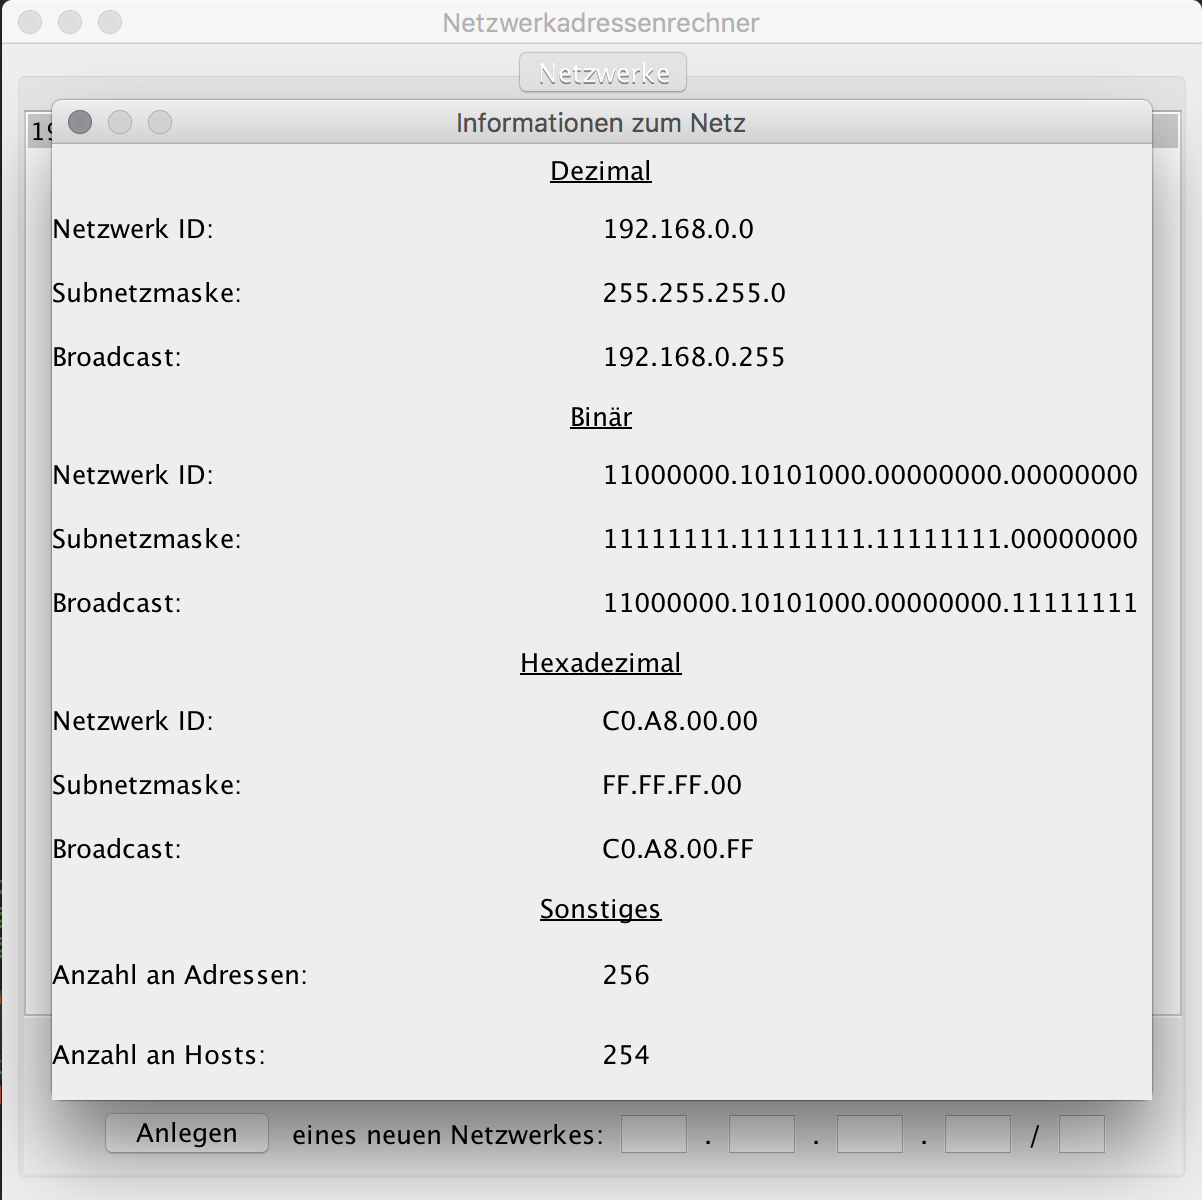 Netzwerkadressenrechner
Netzwerke
Informationen zum Netz
Dezimal
Netzwerk ID: 192.168.0.0
Subnetzmaske: 255.255.255.0
Broadcast: 192.168.0.255
Binär
Netzwerk ID: 11000000.10101000.00000000.00000000
Subnetzmaske: 11111111.11111111.11111111.00000000
Broadcast: 11000000.10101000.00000000.11111111
Hexadezimal
Netzwerk ID: C0.A8.00.00
Subnetzmaske: FF.FF.FF.00
Broadcast: C0.A8.00.FF
Sonstiges
Anzahl an Adressen: 256
Anzahl an Hosts: 254
Anlegen eines neuen Netzwerkes: . . . /